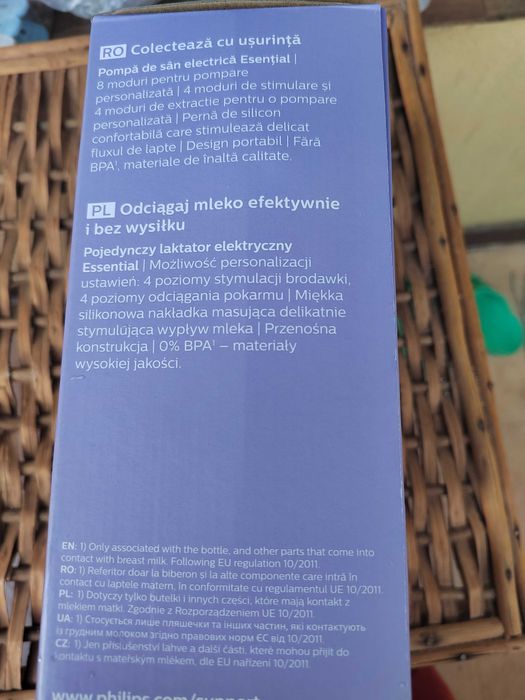 RO Colectează cu ușurință
Pompă de sân electrică Esențial |
8 moduri pentru pompare
personalizată | 4 moduri de stimulare și
4 moduri de extractie pentru o pompare
personalizată | Pernă de silicon
confortabilă care stimulează delicat
fluxul de lapte | Design portabil | Fără
BPA¹, materiale de înaltă calitate.
PL Odciągaj mleko efektywnie
i bez wysiłku
Pojedynczy laktator elektryczny
Essential | Możliwość personalizacji
ustawień: 4 poziomy stymulacji brodawki,
4 poziomy odciągania pokarmu | Miękka
silikonowa nakładka masująca delikatnie
stymulująca wypływ mleka | Przenośna
konstrukcja | 0% BPA¹ – materiały
wysokiej jakości.
EN: 1) Only associated with the bottle, and other parts that come into
contact with breast milk. Following EU regulation 10/2011.
RO: 1) Referitor doar la biberon și la alte componente care intră în
contact cu laptele matern, în conformitate cu regulamentul UE 10/2011.
PL: 1) Dotyczy tylko butelki i innych części, które mają kontakt z
mlekiem matki. Zgodnie z Rozporządzeniem UE 10/2011.
UA: 1) Стосується лише пляшечки та інших частин, які контактують
із грудним молоком згідно правових норм ЄС від 10/2011.
CZ: 1) Jen příslušenství lahve a další části, které mohou přijít do
kontaktu s mateřským mlékem, dle EU nařízení 10/2011.
www.philips.com/support